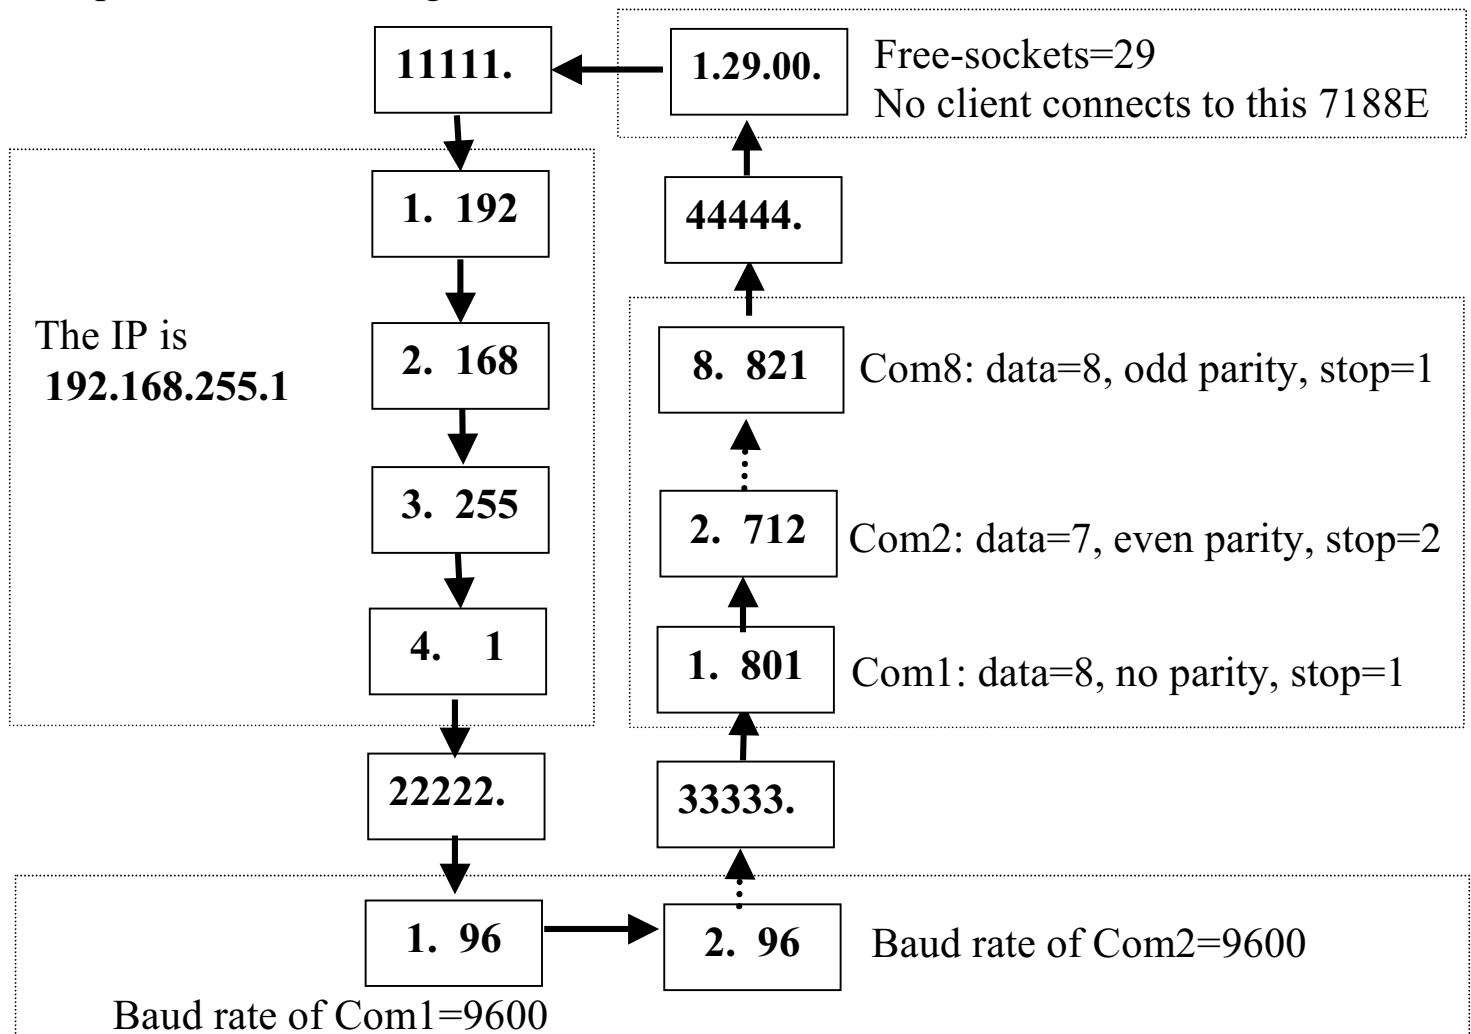 11111.
1.29.00.
Free-sockets=29
No client connects to this 7188E
1. 192
44444.
The IP is
192.168.255.1
2. 168
8. 821
Com8: data=8, odd parity, stop=1
3. 255
2. 712
Com2: data=7, even parity, stop=2
4. 1
1. 801
Com1: data=8, no parity, stop=1
22222.
33333.
1. 96
2. 96
Baud rate of Com2=9600
Baud rate of Com1=9600